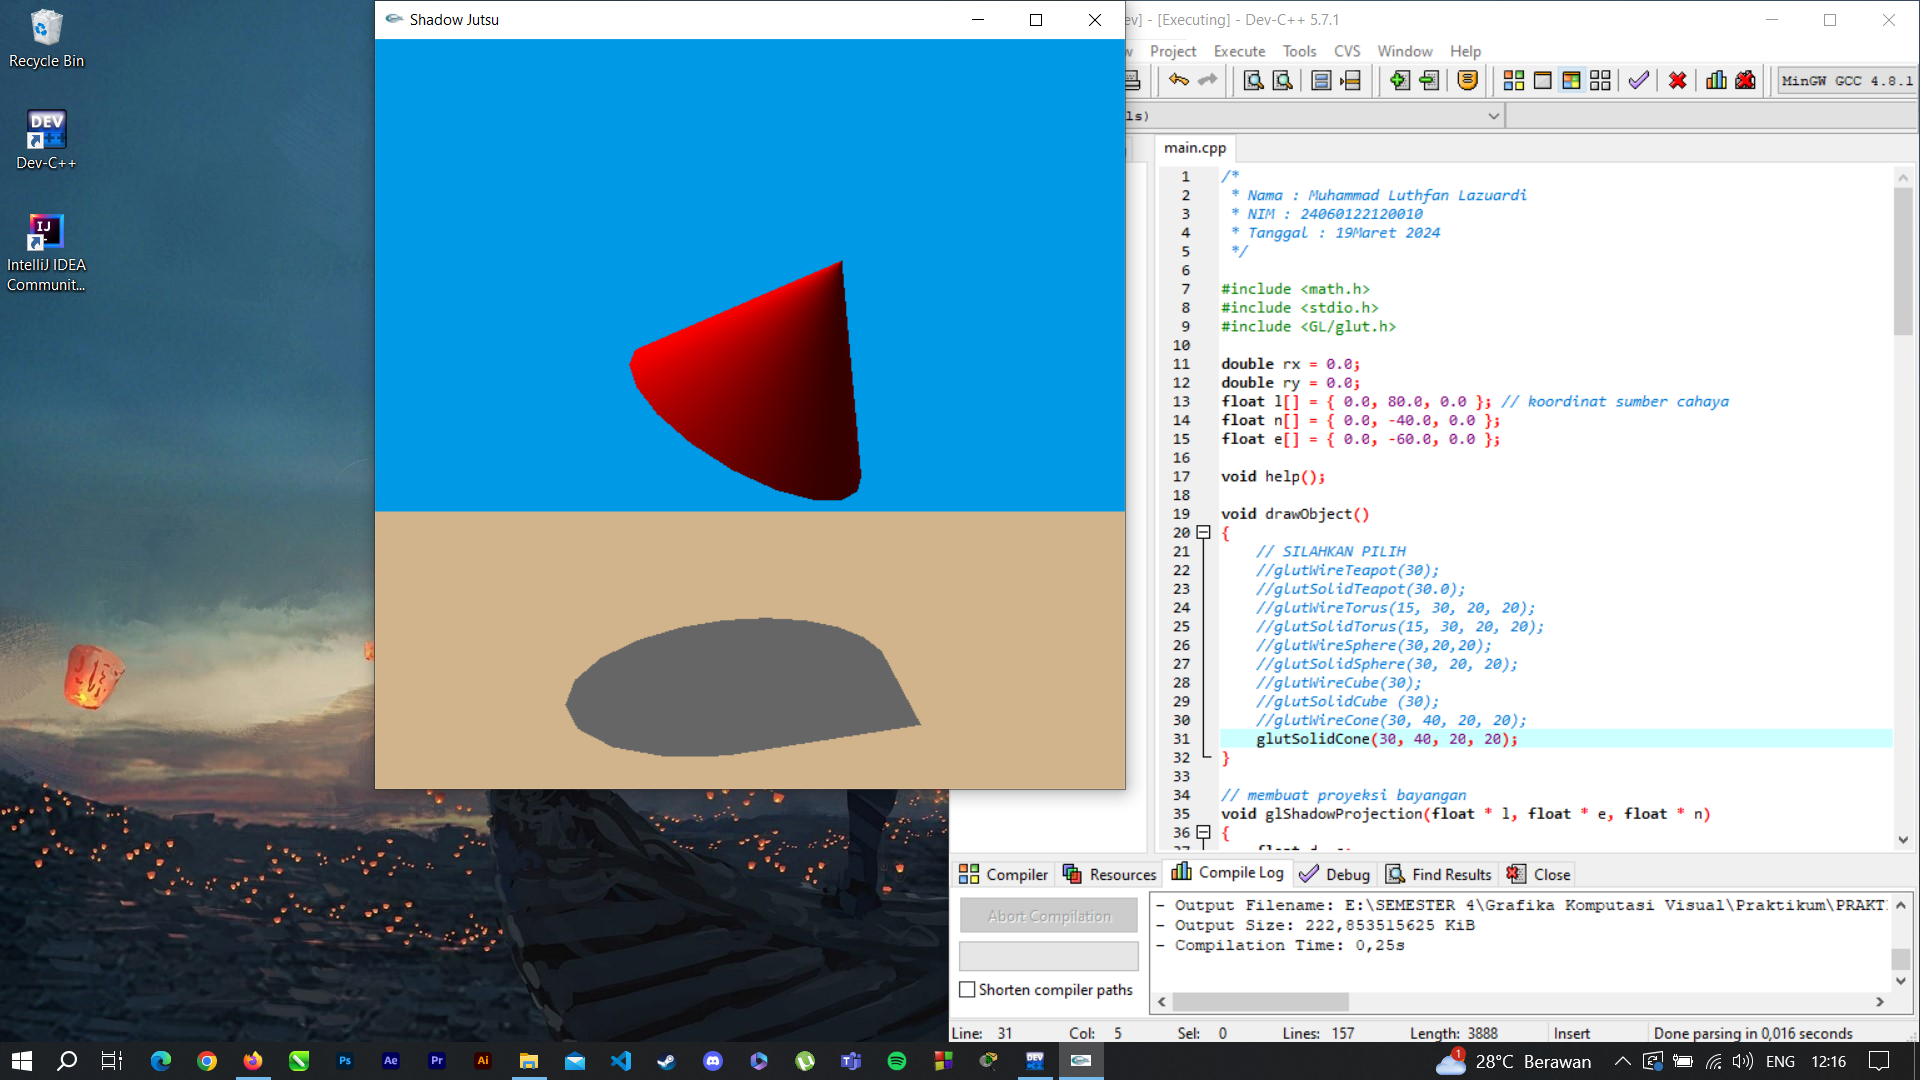 Recycle Bin
DEV
Dev-C++
IJ
IntelliJ IDEA
Communit...
Shadow Jutsu
ev] - [Executing] - Dev-C++ 5.7.1
Project Execute Tools CVS Window Help
MinGW GCC 4.8.1
ls)
main.cpp
1 /*
2 * Nama : Muhammad Luthfan Lazuardi
3 * NIM : 24060122120010
4 * Tanggal : 19Maret 2024
5 */
6
7 #include <math.h>
8 #include <stdio.h>
9 #include <GL/glut.h>
10
11 double rx = 0.0;
12 double ry = 0.0;
13 float l[] = { 0.0, 80.0, 0.0 }; // koordinat sumber cahaya
14 float n[] = { 0.0, -40.0, 0.0 };
15 float e[] = { 0.0, -60.0, 0.0 };
16
17 void help();
18
19 void drawObject()
20 {
21 // SILAHKAN PILIH
22 //glutWireTeapot(30);
23 //glutSolidTeapot(30.0);
24 //glutWireTorus(15, 30, 20, 20);
25 //glutSolidTorus(15, 30, 20, 20);
26 //glutWireSphere(30,20,20);
27 //glutSolidSphere(30, 20, 20);
28 //glutWireCube(30);
29 //glutSolidCube (30);
30 //glutWireCone(30, 40, 20, 20);
31 glutSolidCone(30, 40, 20, 20);
32 }
33
34 // membuat proyeksi bayangan
35 void glShadowProjection(float * l, float * e, float * n)
36 {
Compiler Resources Compile Log Debug Find Results Close
Abort Compilation
Shorten compiler paths
- Output Filename: E:\SEMESTER 4\Grafika Komputasi Visual\Praktikum\PRAKT
- Output Size: 222,853515625 KiB
- Compilation Time: 0,25s
Line: 31 Col: 5 Sel: 0 Lines: 157 Length: 3888 Insert Done parsing in 0,016 seconds
Ps Ae Pr Ai DEV 1 28°C Berawan ENG 12:16